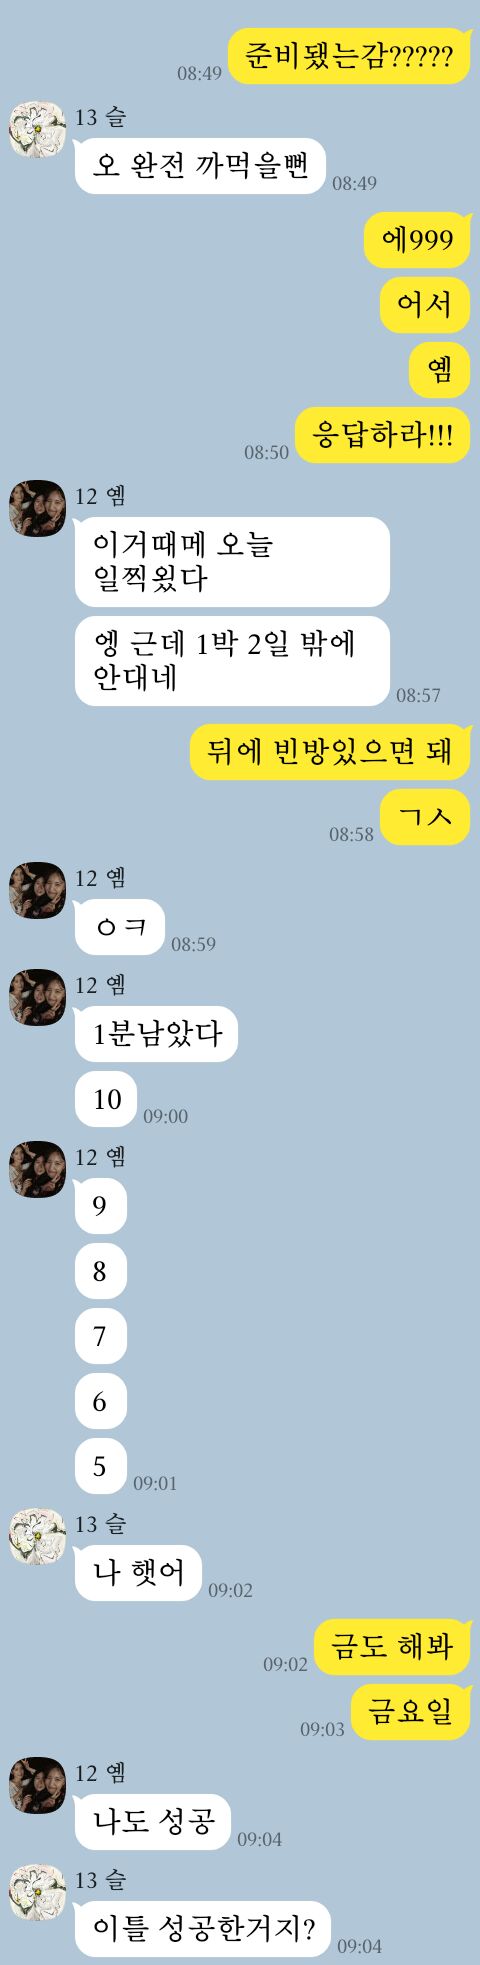 준비됐는감?????
08:49
13 슬
오 완전 까먹을뻔
08:49
에999
어서
옘
응답하라!!!
08:50
12 옘
이거때메 오늘
일찍욌다
엥 근데 1박 2일 밖에
안대네
08:57
뒤에 빈방있으면 돼
ㄱㅅ
08:58
12 옘
ㅇㅋ
08:59
12 옘
1분남았다
10
09:00
12 옘
9
8
7
6
5
09:01
13 슬
나 햇어
09:02
금도 해봐
09:02
금요일
09:03
12 옘
나도 성공
09:04
13 슬
이틀 성공한거지?
09:04